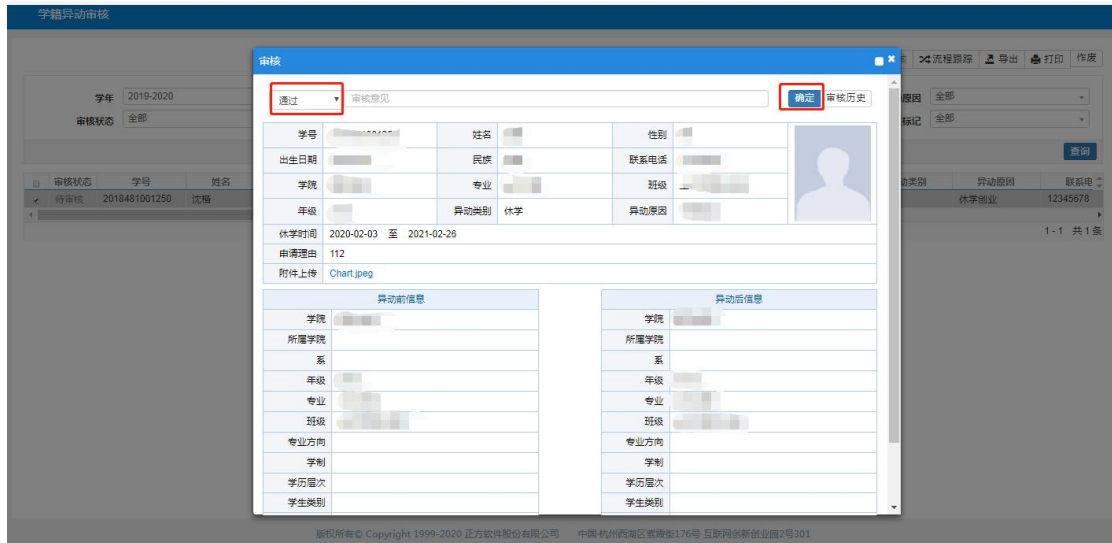 学籍异动审核
流程跟踪 导出 打印 作废
学年 2019-2020
审核状态 全部
原因 全部
标记 全部
查询
审核状态 学号 姓名
待审核 2018481001250 沈楷
动类别 异动原因 联系电
休学创业 12345678
1 - 1 共 1 条
审核
通过 审核意见 确定 审核历史
学号 姓名 性别
出生日期 民族 联系电话
学院 专业 班级
年级 异动类别 休学 异动原因
休学时间 2020-02-03 至 2021-02-26
申请理由 112
附件上传 Chart.jpeg
异动前信息 异动后信息
学院 学院
所属学院 所属学院
系 系
年级 年级
专业 专业
班级 班级
专业方向 专业方向
学制 学制
学历层次 学历层次
学生类别 学生类别
版权所有© Copyright 1999-2020 正方软件股份有限公司 中国·杭州西湖区紫霞街176号 互联网创新创业园2号301